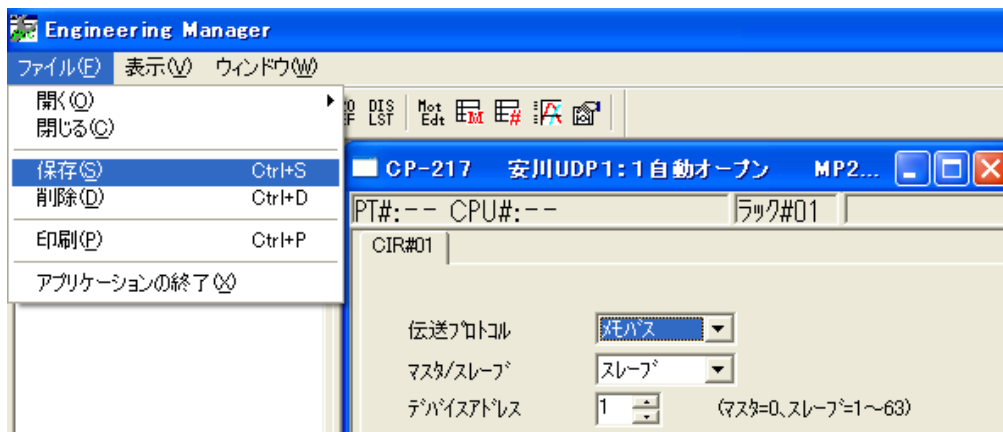 Engineering Manager
ファイル(F) 表示(V) ウィンドウ(W)
開く(O)
閉じる(C)
保存(S) Ctrl+S
削除(D) Ctrl+D
印刷(P) Ctrl+P
アプリケーションの終了(X)
DIS LST Mot Edt
CP-217 安川UDP1:1自動オープン MP2...
PT#:-- CPU#:-- ラック#01
CIR#01
伝送プロトコル メモバス
マスタ/スレーブ スレーブ
デバイスアドレス 1 (マスタ=0、スレーブ=1~63)